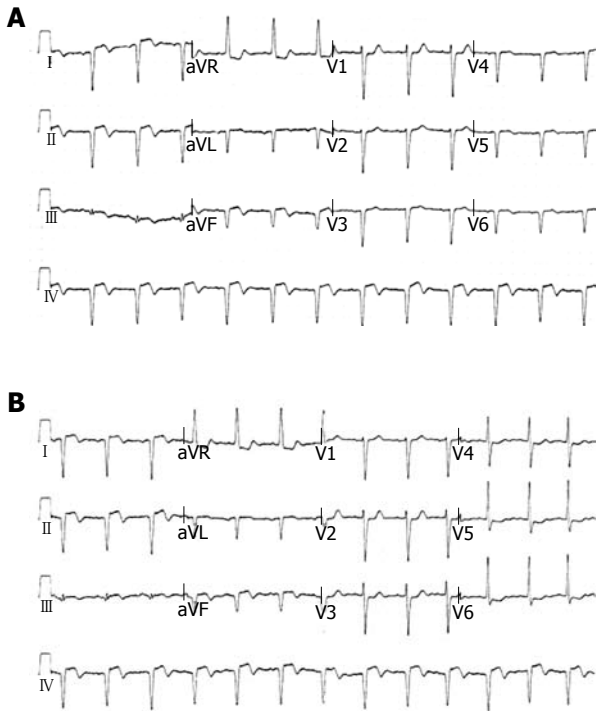 A
I aVR V1 V4
II aVL V2 V5
III aVF V3 V6
IV
B
I aVR V1 V4
II aVL V2 V5
III aVF V3 V6
IV